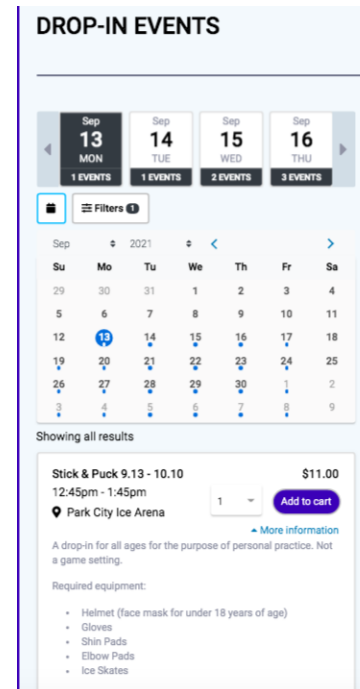 DROP-IN EVENTS
Sep Sep Sep Sep
13 14 15 16
MON TUE WED THU
1 EVENTS 1 EVENTS 2 EVENTS 3 EVENTS
Filters 1
Sep 2021
Su Mo Tu We Th Fr Sa
29 30 31 1 2 3 4
5 6 7 8 9 10 11
12 13 14 15 16 17 18
19 20 21 22 23 24 25
26 27 28 29 30 1 2
3 4 5 6 7 8 9
Showing all results
Stick & Puck 9.13 - 10.10 $11.00
12:45pm - 1:45pm 1 Add to cart
Park City Ice Arena
More information
A drop-in for all ages for the purpose of personal practice. Not
a game setting.
Required equipment:
• Helmet (face mask for under 18 years of age)
• Gloves
• Shin Pads
• Elbow Pads
• Ice Skates